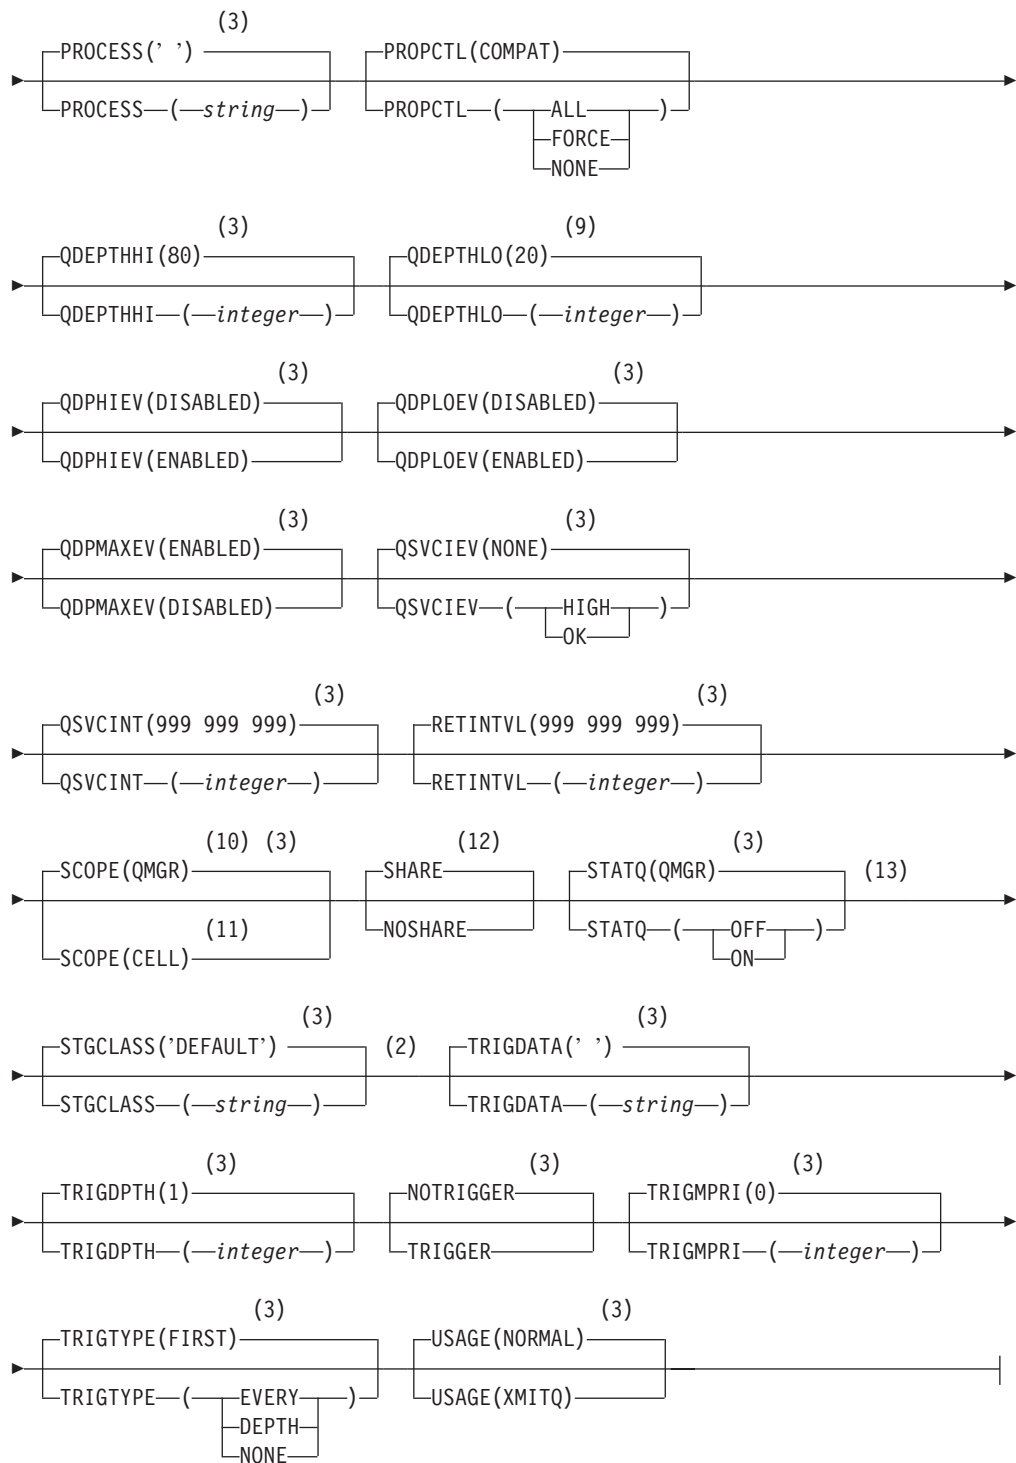 (3)
PROCESS(’ ’) PROPCTL(COMPAT)
PROCESS (string) PROPCTL ( ALL )
FORCE
NONE
(3) (9)
QDEPTHHI(80) QDEPTHLO(20)
QDEPTHHI (integer) QDEPTHLO (integer)
(3) (3)
QDPHIEV(DISABLED) QDPLOEV(DISABLED)
QDPHIEV(ENABLED) QDPLOEV(ENABLED)
(3) (3)
QDPMAXEV(ENABLED) QSVCIEV(NONE)
QDPMAXEV(DISABLED) QSVCIEV ( HIGH )
OK
(3) (3)
QSVCINT(999 999 999) RETINTVL(999 999 999)
QSVCINT (integer) RETINTVL (integer)
(10) (3) (12) (3)
SCOPE(QMGR) SHARE STATQ(QMGR) (13)
(11) NOSHARE STATQ ( OFF )
SCOPE(CELL) ON
(3) (3)
STGCLASS('DEFAULT’) (2) TRIGDATA(’ ’)
STGCLASS (string) TRIGDATA (string)
(3) (3) (3)
TRIGDPTH(1) NOTRIGGER TRIGMPRI(0)
TRIGDPTH (integer) TRIGGER TRIGMPRI (integer)
(3) (3)
TRIGTYPE(FIRST) USAGE(NORMAL)
TRIGTYPE ( EVERY ) USAGE(XMITQ)
DEPTH
NONE